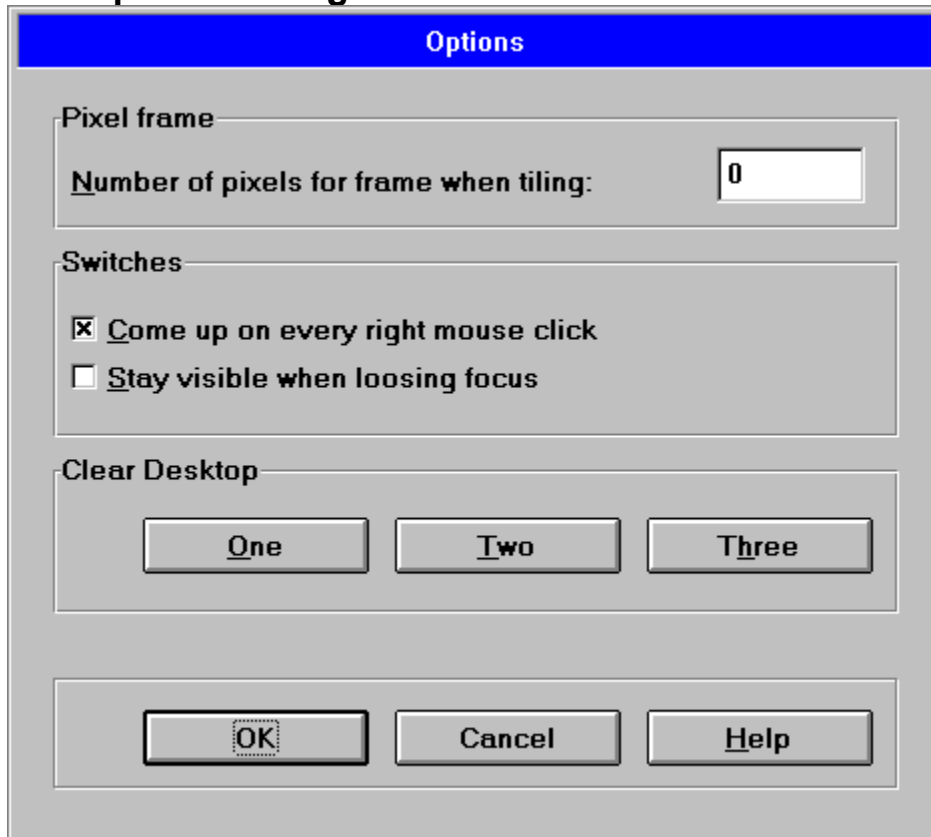 Options
Pixel frame
Number of pixels for frame when tiling: 0
Switches
Come up on every right mouse click
Stay visible when loosing focus
Clear Desktop
One Two Three
OK Cancel Help